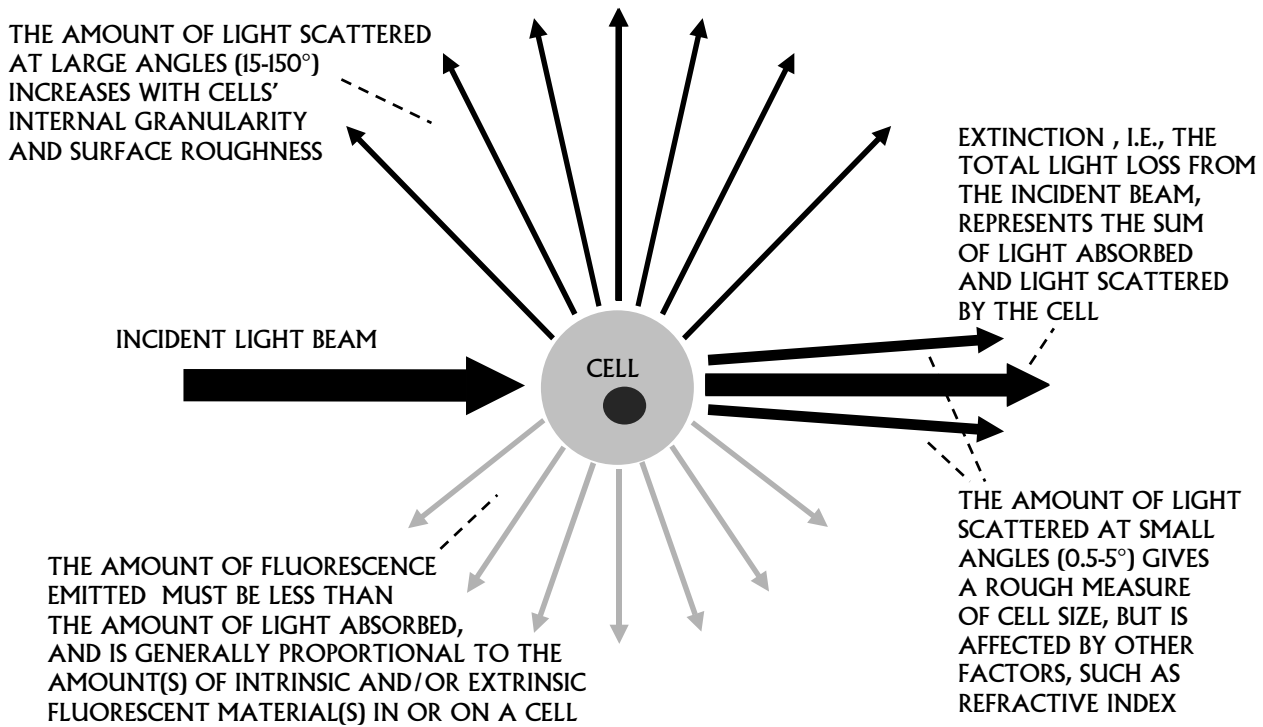 THE AMOUNT OF LIGHT SCATTERED
AT LARGE ANGLES (15-150°)
INCREASES WITH CELLS’
INTERNAL GRANULARITY
AND SURFACE ROUGHNESS
EXTINCTION , I.E., THE
TOTAL LIGHT LOSS FROM
THE INCIDENT BEAM,
REPRESENTS THE SUM
OF LIGHT ABSORBED
AND LIGHT SCATTERED
BY THE CELL
INCIDENT LIGHT BEAM
CELL
THE AMOUNT OF LIGHT
SCATTERED AT SMALL
ANGLES (0.5-5°) GIVES
A ROUGH MEASURE
OF CELL SIZE, BUT IS
AFFECTED BY OTHER
FACTORS, SUCH AS
REFRACTIVE INDEX
THE AMOUNT OF FLUORESCENCE
EMITTED MUST BE LESS THAN
THE AMOUNT OF LIGHT ABSORBED,
AND IS GENERALLY PROPORTIONAL TO THE
AMOUNT(S) OF INTRINSIC AND/OR EXTRINSIC
FLUORESCENT MATERIAL(S) IN OR ON A CELL